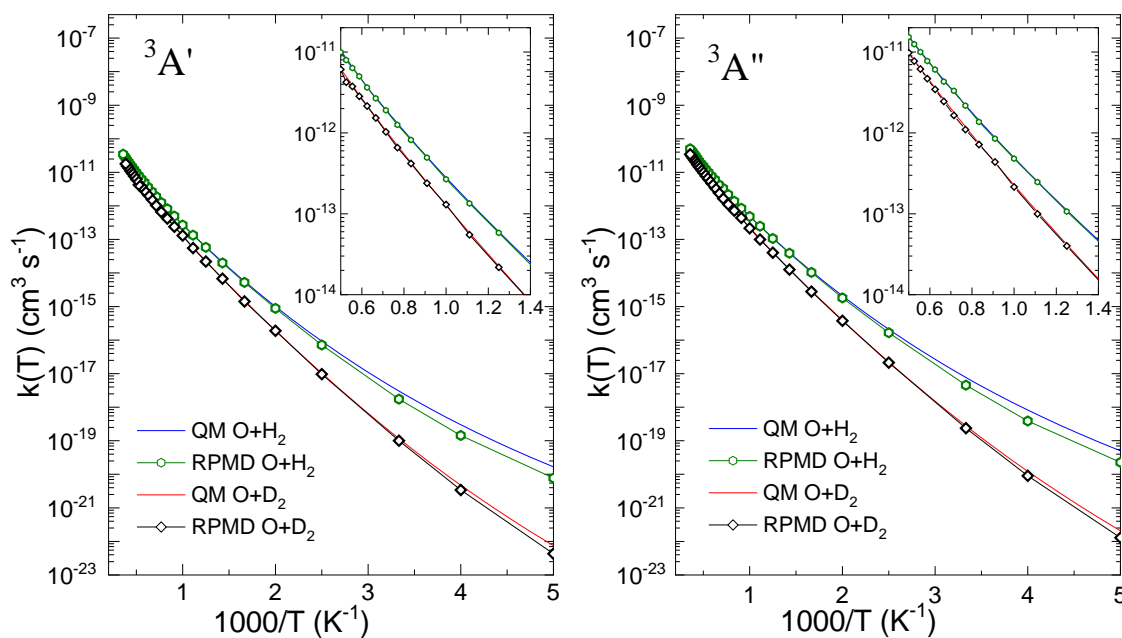 ³A'
10⁻⁷
10⁻⁹
10⁻¹¹
10⁻¹³
10⁻¹⁵
10⁻¹⁷
10⁻¹⁹
10⁻²¹
10⁻²³
k(T) (cm³ s⁻¹)
10⁻¹¹
10⁻¹²
10⁻¹³
10⁻¹⁴
0.6 0.8 1.0 1.2 1.4
QM O+H₂
RPMD O+H₂
QM O+D₂
RPMD O+D₂
1 2 3 4 5
1000/T (K⁻¹)
³A"
10⁻⁷
10⁻⁹
10⁻¹¹
10⁻¹³
10⁻¹⁵
10⁻¹⁷
10⁻¹⁹
10⁻²¹
10⁻²³
k(T) (cm³ s⁻¹)
10⁻¹¹
10⁻¹²
10⁻¹³
10⁻¹⁴
0.6 0.8 1.0 1.2 1.4
QM O+H₂
RPMD O+H₂
QM O+D₂
RPMD O+D₂
1 2 3 4 5
1000/T (K⁻¹)